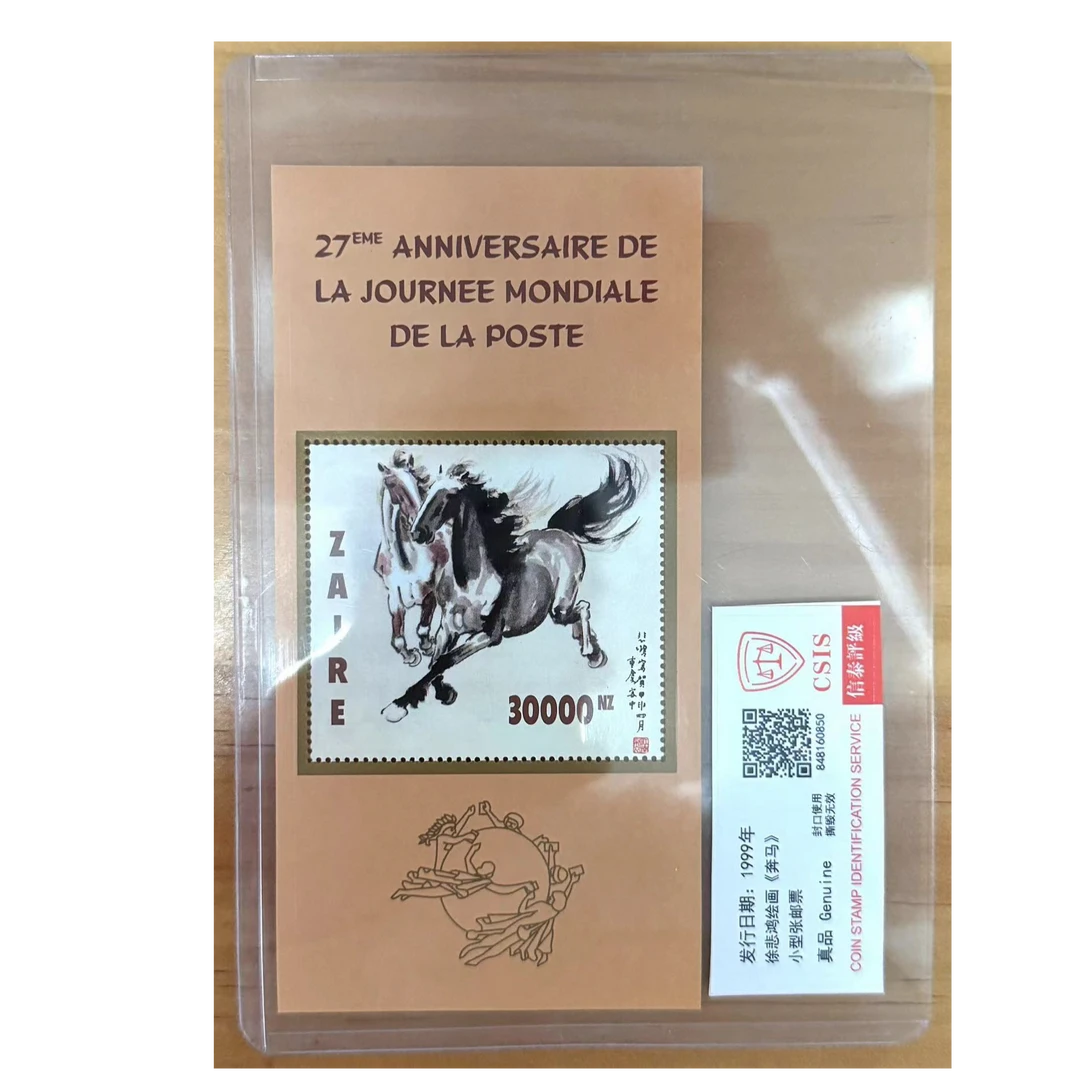 27EME ANNIVERSAIRE DE
LA JOURNEE MONDIALE
DE LA POSTE
ZAIRE
30000 NZ
CSIS
信泰評級
848160850
发行日期：1999年
徐悲鸿绘画《奔马》
小型张邮票
真品 Genuine
封口使用
撕毁无效
COIN STAMP IDENTIFICATION SERVICE